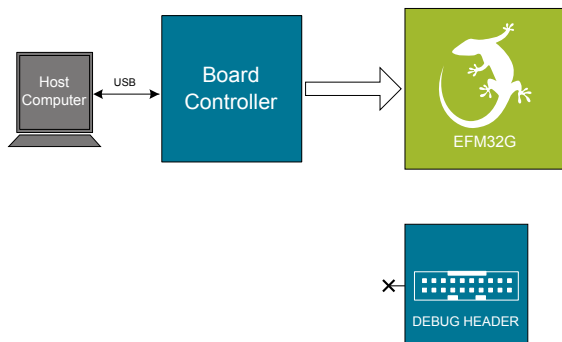 Host
Computer
USB
Board
Controller
EFM32G
DEBUG HEADER